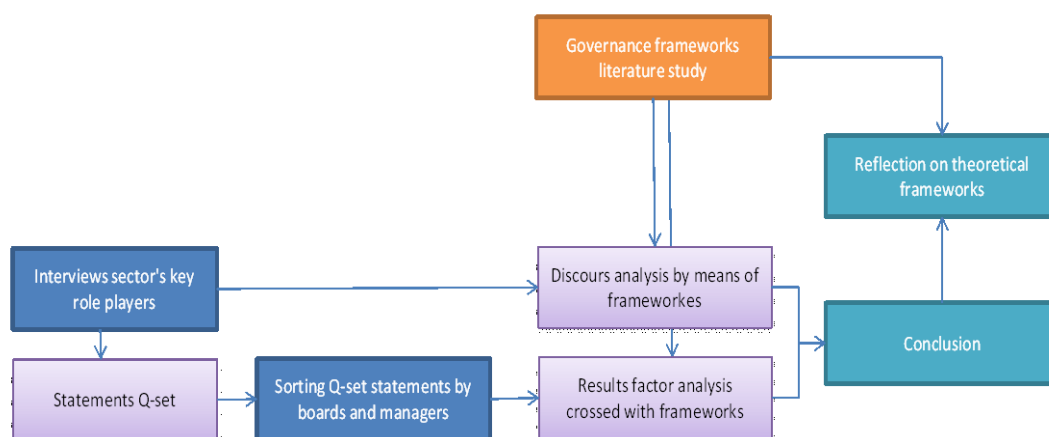 Governance frameworks
literature study
Reflection on theoretical
frameworks
Interviews sector's key
role players
Discours analysis by means of
frameworkes
Conclusion
Statements Q-set
Sorting Q-set statements by
boards and managers
Results factor analysis
crossed with frameworks